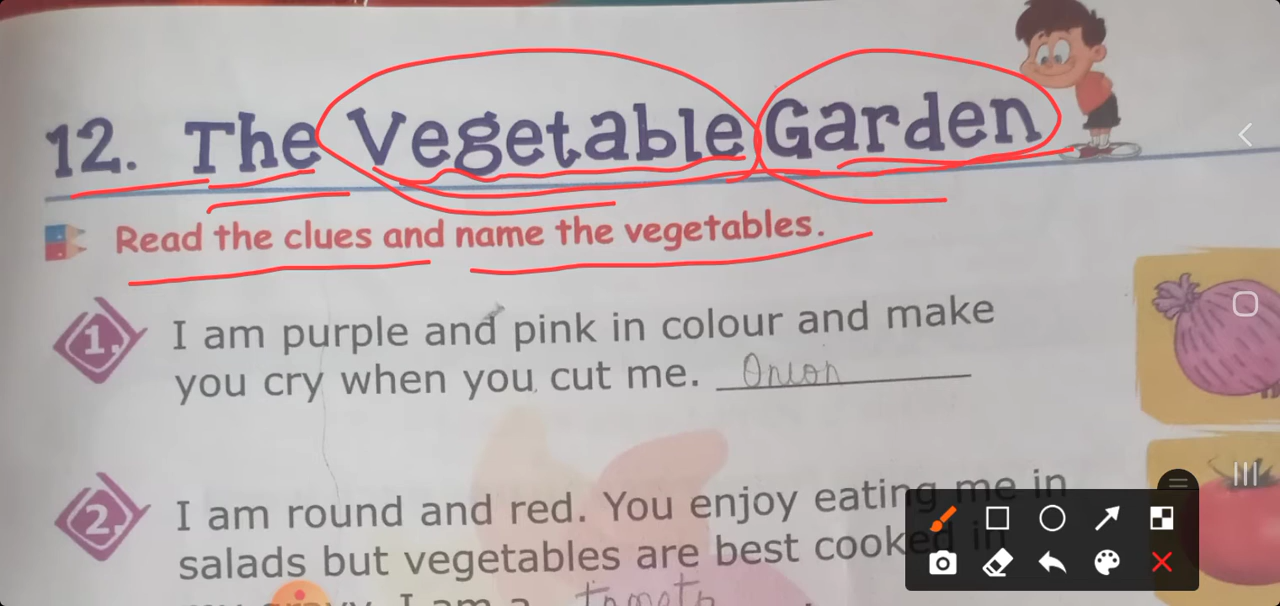 12. The Vegetable Garden
Read the clues and name the vegetables.
1. I am purple and pink in colour and make
you cry when you cut me. Onion
2. I am round and red. You enjoy eating me in
salads but vegetables are best cooked in
gravy. I am a tomato